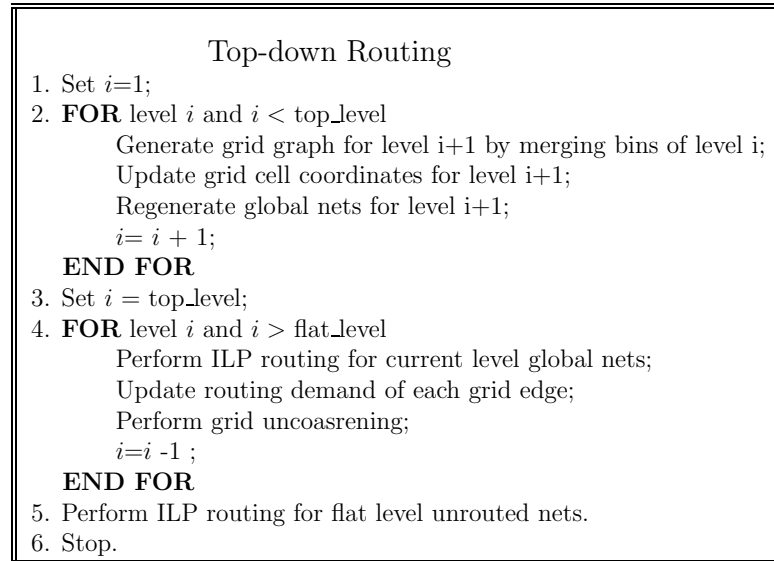 Top-down Routing
1. Set i=1;
2. FOR level i and i < top_level
Generate grid graph for level i+1 by merging bins of level i;
Update grid cell coordinates for level i+1;
Regenerate global nets for level i+1;
i= i + 1;
END FOR
3. Set i = top_level;
4. FOR level i and i > flat_level
Perform ILP routing for current level global nets;
Update routing demand of each grid edge;
Perform grid uncoasrening;
i=i -1 ;
END FOR
5. Perform ILP routing for flat level unrouted nets.
6. Stop.